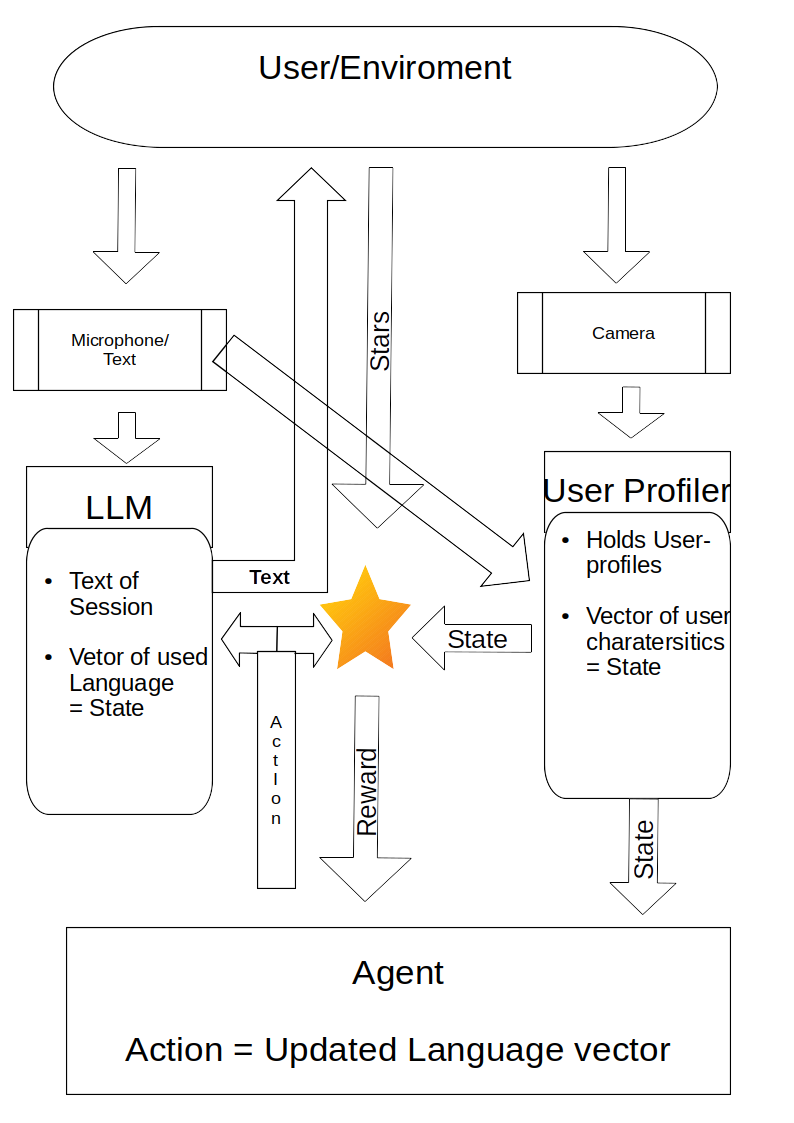 User/Enviroment
Stars
Microphone/
Text
Camera
LLM
User Profiler
• Text of
Session
• Vetor of used
Language
= State
Text
• Holds User-
profiles
• Vector of user
charatersitics
= State
State
ActIon
Reward
State
Agent
Action = Updated Language vector